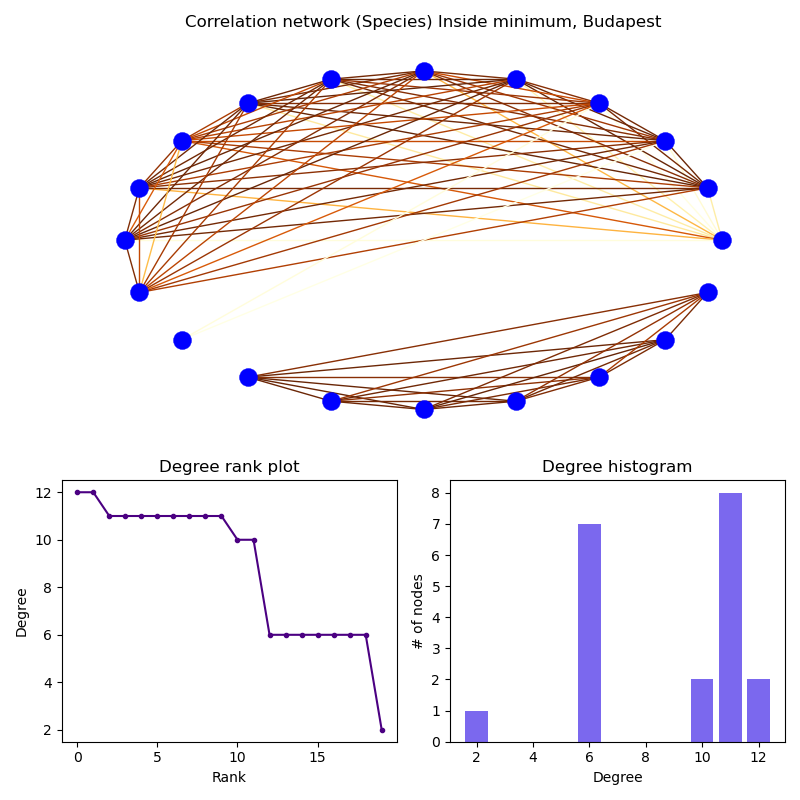 Correlation network (Species) Inside minimum, Budapest
Degree rank plot
Degree
12
10
8
6
4
2
0 5 10 15
Rank
Degree histogram
# of nodes
8
7
6
5
4
3
2
1
0
2 4 6 8 10 12
Degree